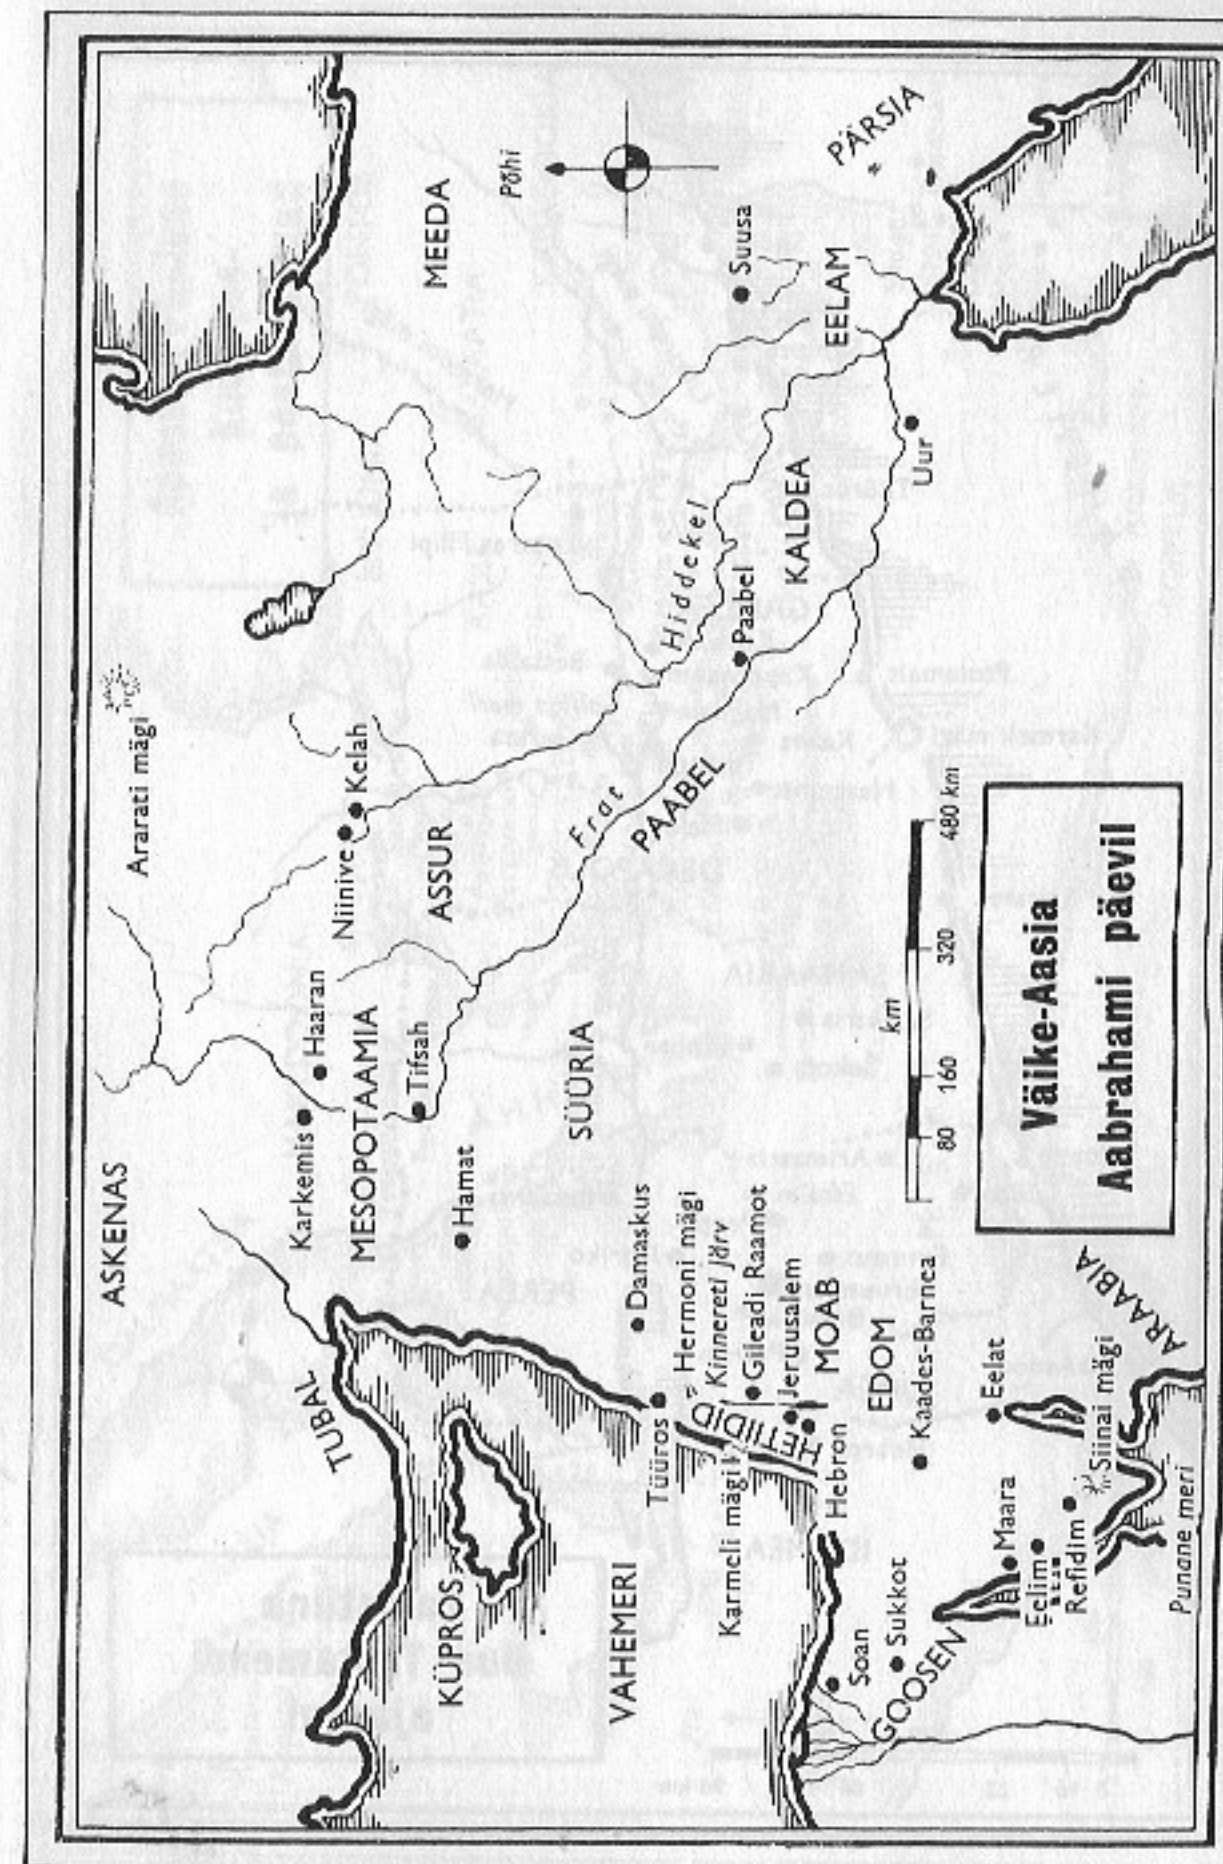 ASKENAS
Ararati mägi
TUBAL
Karkemis
Haaran
Niinive
Kelah
MEEDA
MESOPOTAAMIA
Tifsah
ASSUR
Põhi
KÜPROS
Hamat
SÜÜRIA
Frat
Hiddekel
VAHEMERI
Damaskus
PAABEL
Paabel
Suusa
Tüüros
Hermoni mägi
Kinnereti järv
HETIIDID
Karmeli mägi
Gileadi Raamot
Jeruusalem
MOAB
Hebron
KALDEA
EELAM
PÄRSIA
EDOM
Uur
Soan
Sukkot
Kaades-Barnea
GOOSEN
Eelat
Maara
Eelim
Refidim
Siinai mägi
ARAABIA
Punane meri
km
80 160 320 480 km
Väike-Aasia
Aabrahami päevil